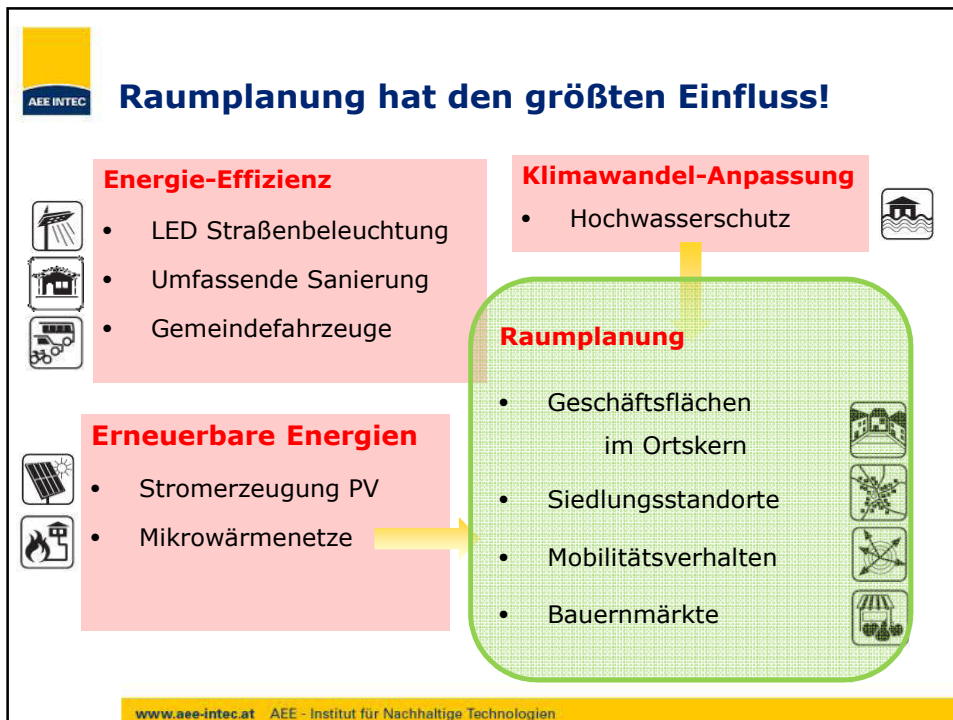 AEE INTEC
Raumplanung hat den größten Einfluss!
Energie-Effizienz
• LED Straßenbeleuchtung
• Umfassende Sanierung
• Gemeindefahrzeuge
Klimawandel-Anpassung
• Hochwasserschutz
Erneuerbare Energien
• Stromerzeugung PV
• Mikrowärmenetze
Raumplanung
• Geschäftsflächen
im Ortskern
• Siedlungsstandorte
• Mobilitätsverhalten
• Bauernmärkte
www.aee-intec.at AEE - Institut für Nachhaltige Technologien